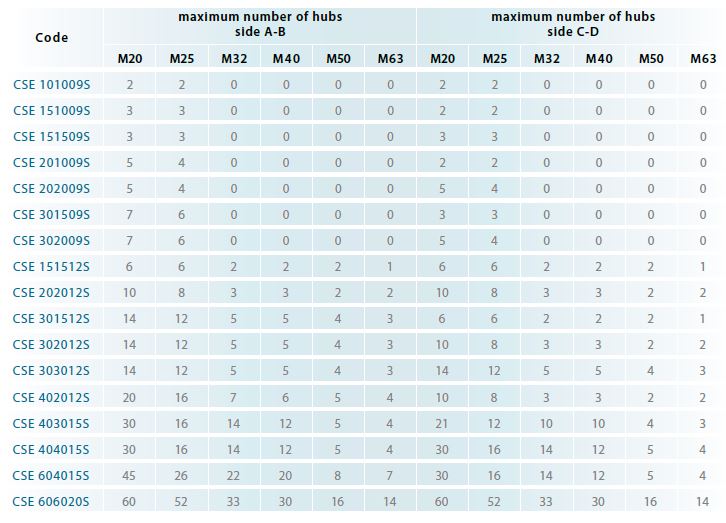 Code
maximum number of hubs side A-B
maximum number of hubs side C-D
M20 M25 M32 M40 M50 M63 M20 M25 M32 M40 M50 M63
CSE 101009S 2 2 0 0 0 0 2 2 0 0 0 0
CSE 151009S 3 3 0 0 0 0 2 2 0 0 0 0
CSE 151509S 3 3 0 0 0 0 3 3 0 0 0 0
CSE 201009S 5 4 0 0 0 0 2 2 0 0 0 0
CSE 202009S 5 4 0 0 0 0 5 4 0 0 0 0
CSE 301509S 7 6 0 0 0 0 3 3 0 0 0 0
CSE 302009S 7 6 0 0 0 0 5 4 0 0 0 0
CSE 151512S 6 6 2 2 2 1 6 6 2 2 2 1
CSE 202012S 10 8 3 3 2 2 10 8 3 3 2 2
CSE 301512S 14 12 5 5 4 3 6 6 2 2 2 1
CSE 302012S 14 12 5 5 4 3 10 8 3 3 2 2
CSE 303012S 14 12 5 5 4 3 14 12 5 5 4 3
CSE 402012S 20 16 7 6 5 4 10 8 3 3 2 2
CSE 403015S 30 16 14 12 5 4 21 12 10 10 4 3
CSE 404015S 30 16 14 12 5 4 30 16 14 12 5 4
CSE 604015S 45 26 22 20 8 7 30 16 14 12 5 4
CSE 606020S 60 52 33 30 16 14 60 52 33 30 16 14